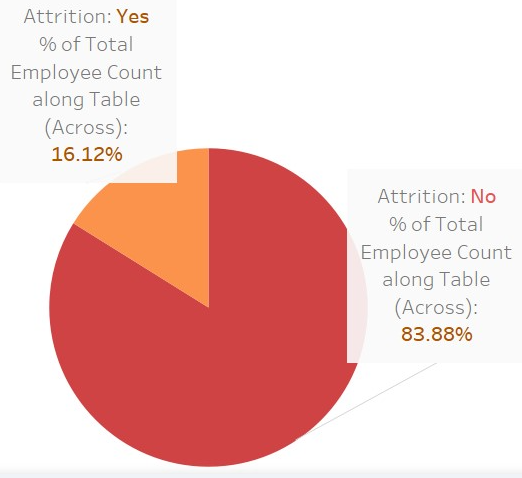 Attrition: Yes
% of Total
Employee Count
along Table
(Across):
16.12%
Attrition: No
% of Total
Employee Count
along Table
(Across):
83.88%